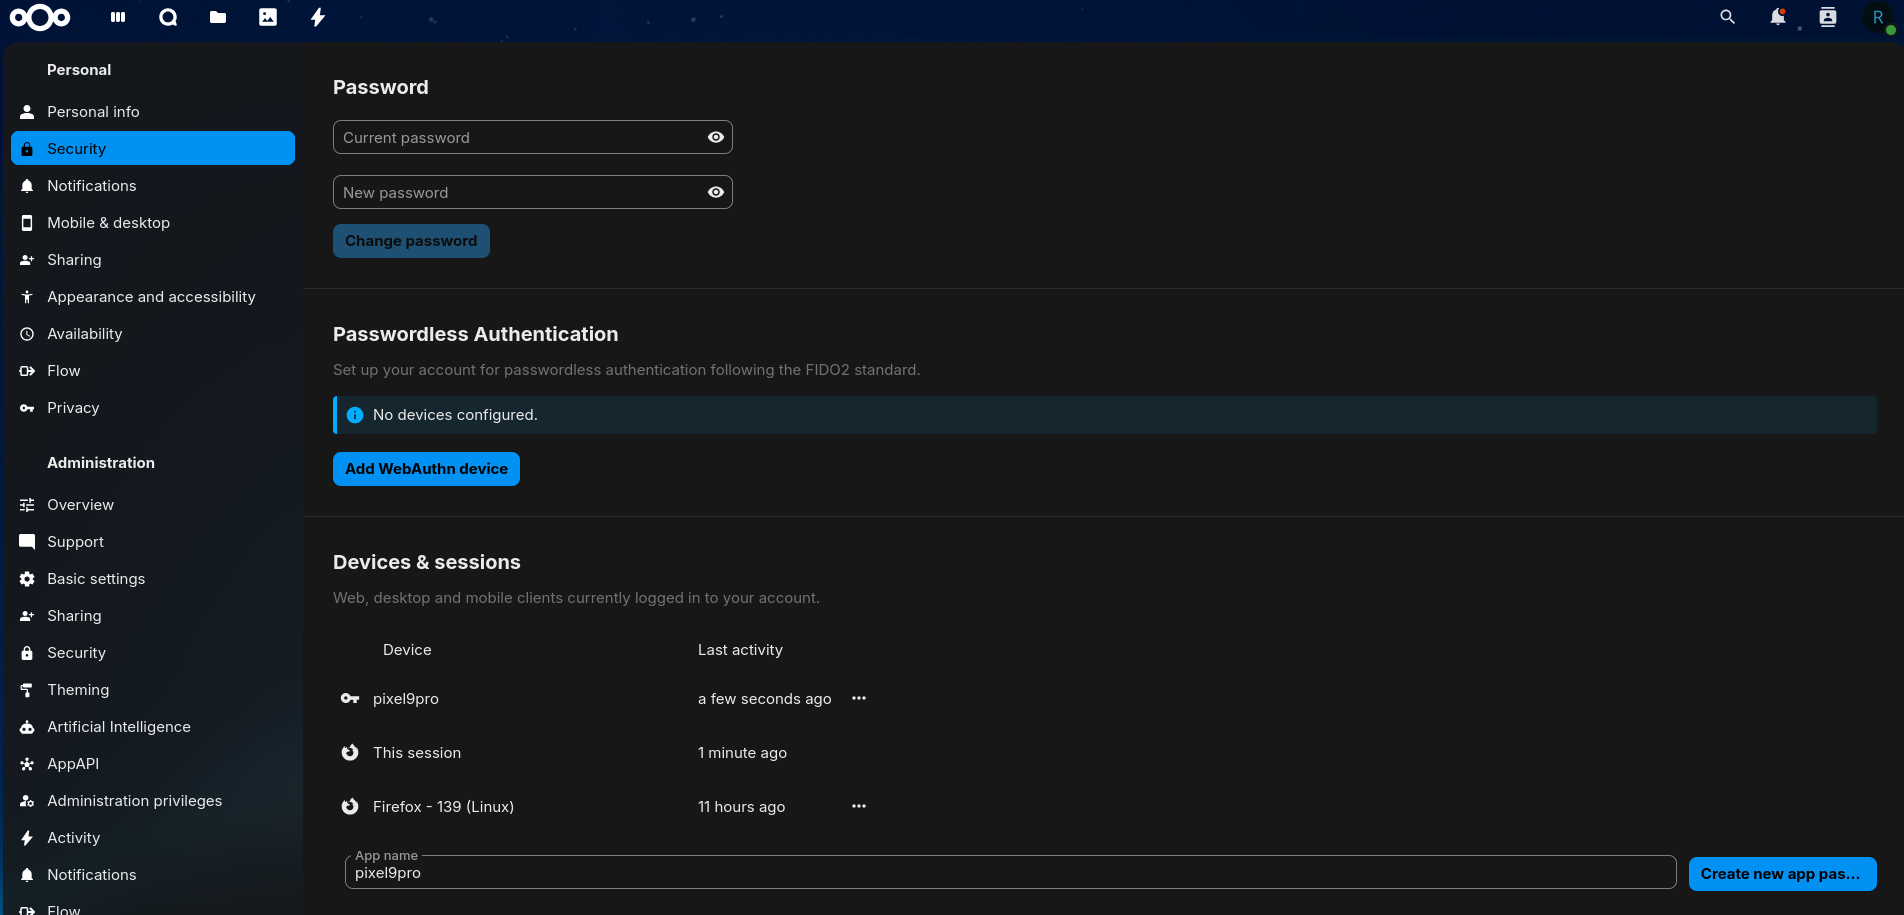 R
Personal
Personal info
Security
Notifications
Mobile & desktop
Sharing
Appearance and accessibility
Availability
Flow
Privacy
Administration
Overview
Support
Basic settings
Sharing
Security
Theming
Artificial Intelligence
AppAPI
Administration privileges
Activity
Notifications
Flow
Password
Current password
New password
Change password
Passwordless Authentication
Set up your account for passwordless authentication following the FIDO2 standard.
No devices configured.
Add WebAuthn device
Devices & sessions
Web, desktop and mobile clients currently logged in to your account.
Device Last activity
pixel9pro a few seconds ago
This session 1 minute ago
Firefox - 139 (Linux) 11 hours ago
App name
pixel9pro
Create new app pas...